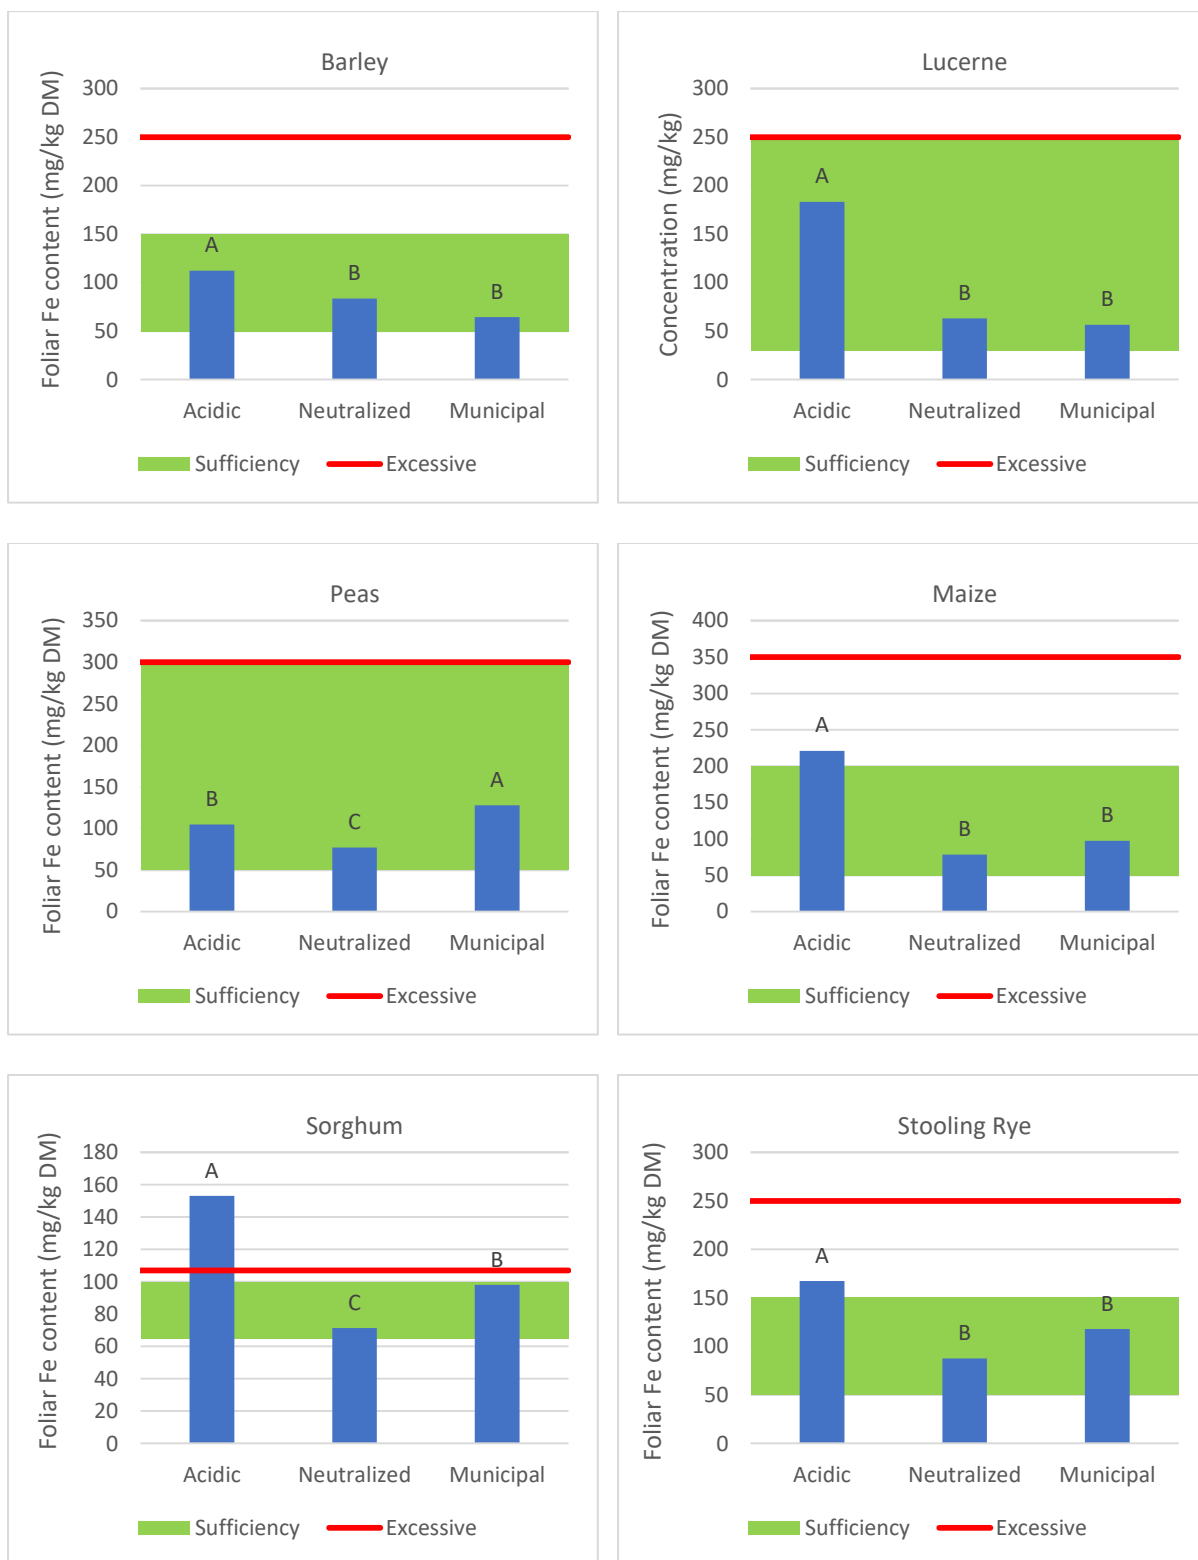 Barley
Foliar Fe content (mg/kg DM)
300
250
200
150
100
50
0
A
B
B
Acidic Neutralized Municipal
Sufficiency Excessive
Lucerne
Concentration (mg/kg)
300
250
200
150
100
50
0
A
B
B
Acidic Neutralized Municipal
Sufficiency Excessive
Peas
Foliar Fe content (mg/kg DM)
350
300
250
200
150
100
50
0
B
C
A
Acidic Neutralized Municipal
Sufficiency Excessive
Maize
Foliar Fe content (mg/kg DM)
400
350
300
250
200
150
100
50
0
A
B
B
Acidic Neutralized Municipal
Sufficiency Excessive
Sorghum
Foliar Fe content (mg/kg DM)
180
160
140
120
100
80
60
40
20
0
A
C
B
Acidic Neutralized Municipal
Sufficiency Excessive
Stooling Rye
Foliar Fe content (mg/kg DM)
300
250
200
150
100
50
0
A
B
B
Acidic Neutralized Municipal
Sufficiency Excessive